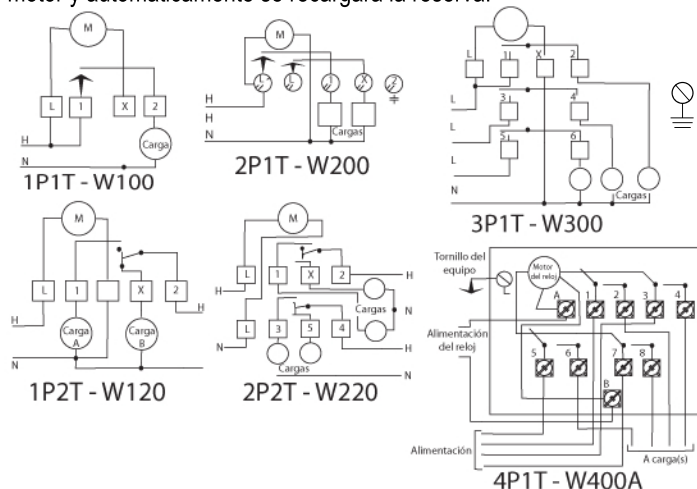 motor y automáticamente se recargará la reserva.
M
L 1 X 2
H
Carga
N
1P1T - W100
M
L L 1 X 2
H
H
N
Cargas
2P1T - W200
L 1 X 2
3 4
L
L
5 6
L
N
Cargas
3P1T - W300
M
L 1 X 2
H
Carga A
Carga B
N
1P2T - W120
M
L 1 X 2
H
H
Cargas
N
L 3 5 4
N
H
Cargas
N
2P2T - W220
Tornillo del
equipo
Motor
del reloj
A 1 2 3 4
Alimentación
del reloj
5 6 7 8
B
Alimentación
A carga(s)
4P1T - W400A